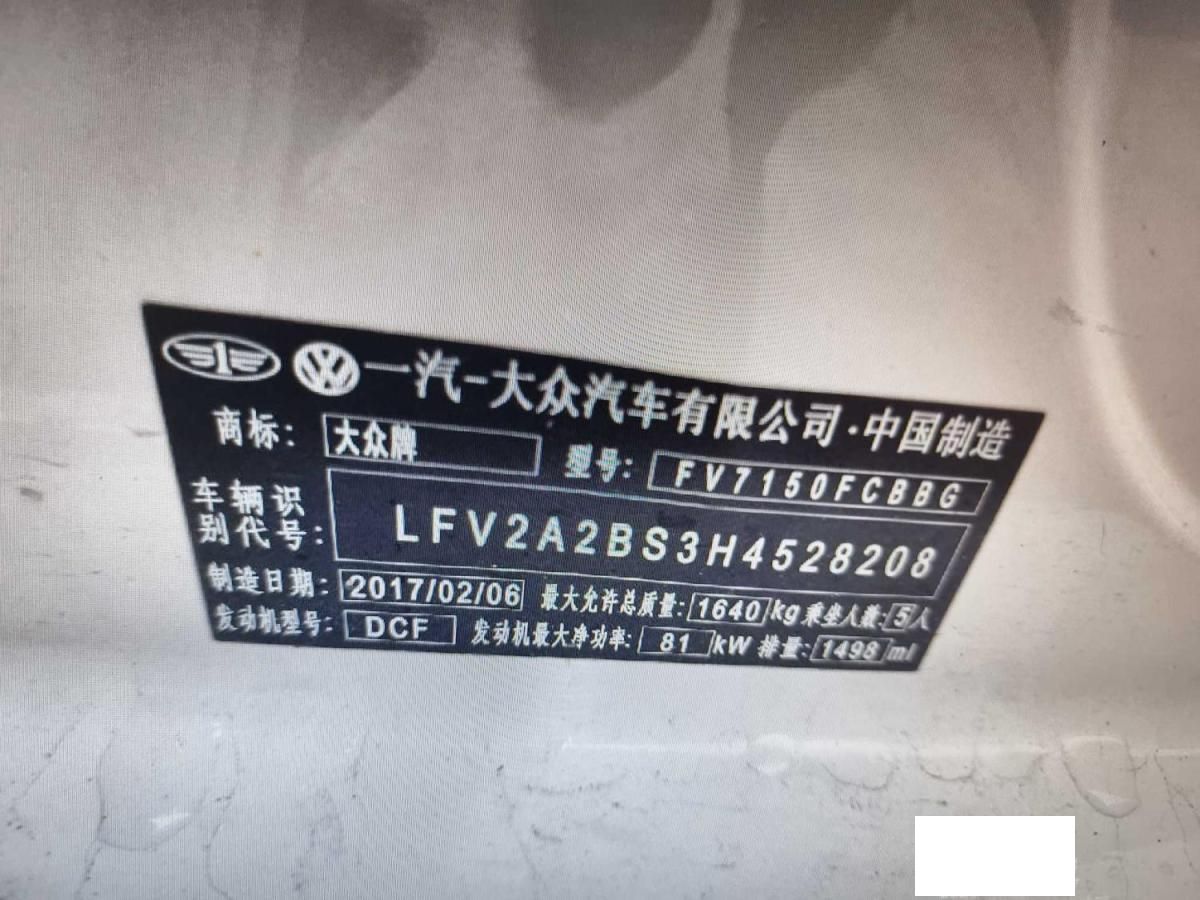 一汽-大众汽车有限公司·中国制造
商标: 大众牌 型号: FV7150FCBBG
车辆识别代号: LFV2A2BS3H4528208
制造日期: 2017/02/06 最大允许总质量: 1640 kg 乘坐人数: 5 人
发动机型号: DCF 发动机最大净功率: 81 kW 排量: 1498 ml